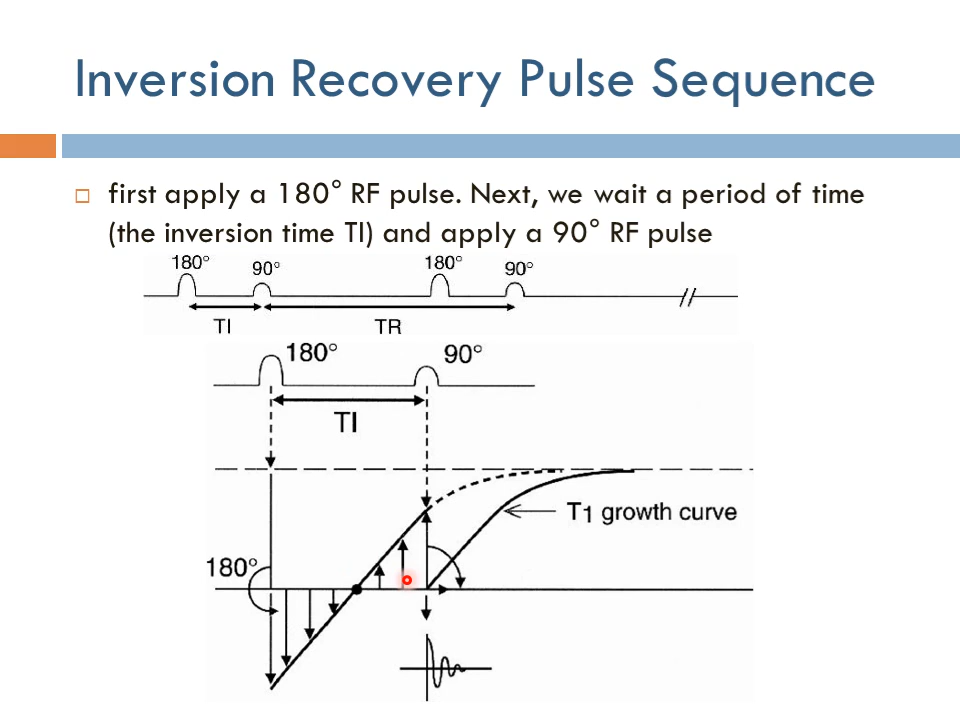 Inversion Recovery Pulse Sequence
first apply a 180° RF pulse. Next, we wait a period of time
(the inversion time TI) and apply a 90° RF pulse
180° 90° 180° 90°
TI TR
180° 90°
TI
T1 growth curve
180°